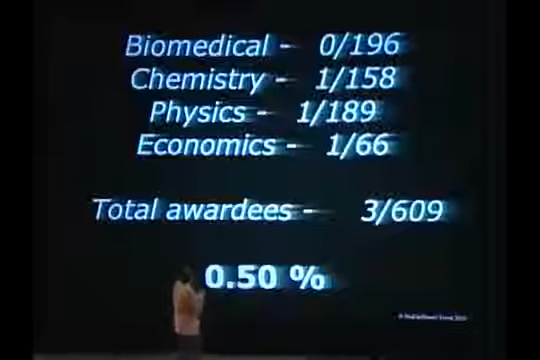 Biomedical - 0/196
Chemistry - 1/158
Physics - 1/189
Economics - 1/66
Total awardees - 3/609
0.50 %